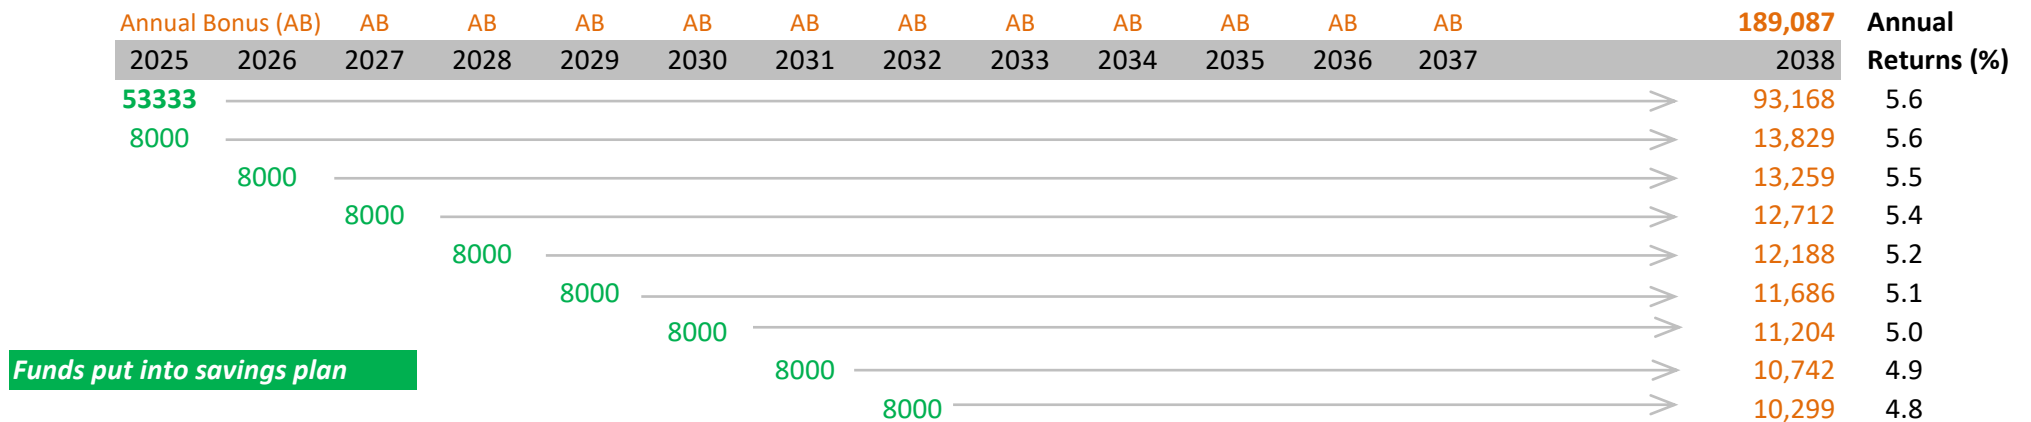 Annual Bonus (AB) AB AB AB AB AB AB AB AB AB AB AB 189,087 Annual
2025 2026 2027 2028 2029 2030 2031 2032 2033 2034 2035 2036 2037 2038 Returns (%)
53333 93,168 5.6
8000 13,829 5.6
8000 13,259 5.5
8000 12,712 5.4
8000 12,188 5.2
8000 11,686 5.1
8000 11,204 5.0
Funds put into savings plan 8000 10,742 4.9
8000 10,299 4.8